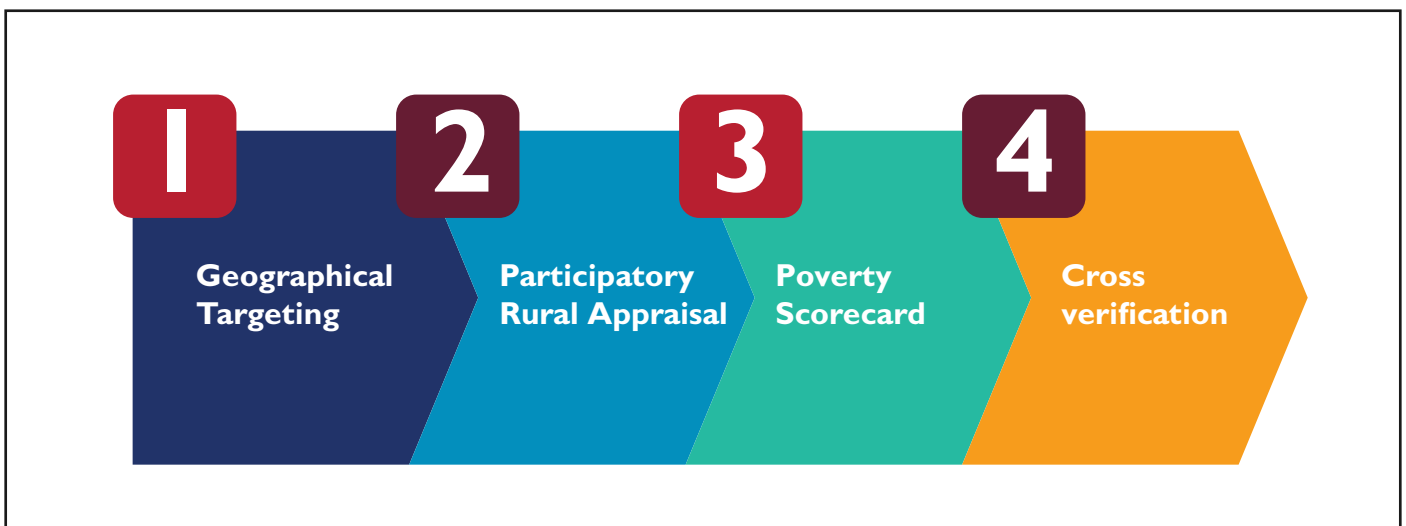 1
Geographical
Targeting
2
Participatory
Rural Appraisal
3
Poverty
Scorecard
4
Cross
verification